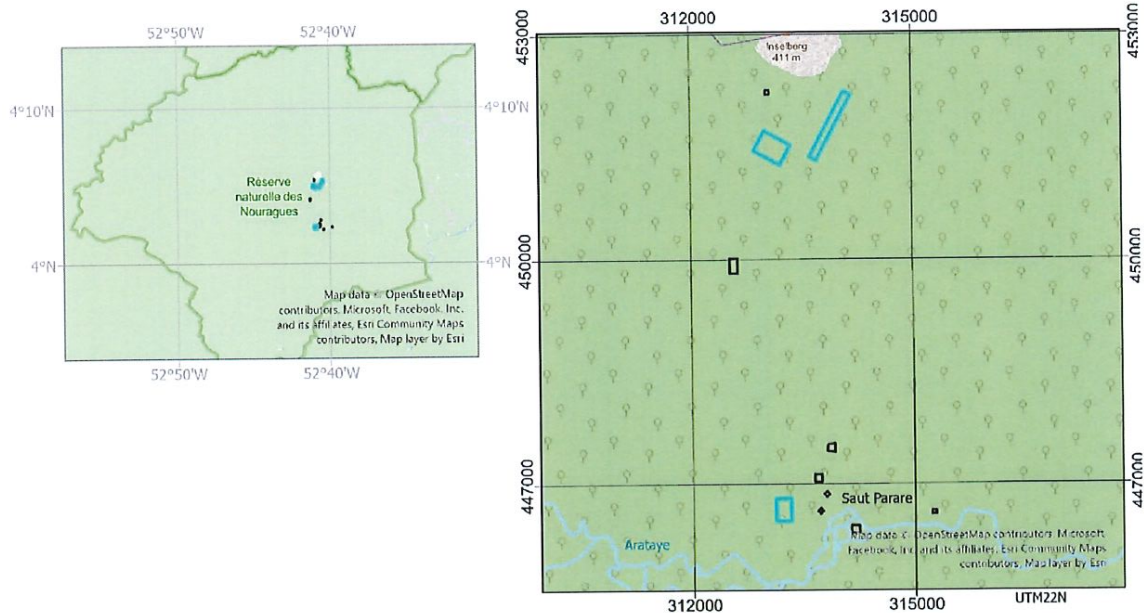 52°50'W 52°40'W
4°10'N 4°10'N
Réserve
naturelle des
Nouragues
4°N 4°N
Map data © OpenStreetMap
contributors, Microsoft, Facebook, Inc.
and its affiliates, Esri Community Maps
contributors, Map layer by Esri
52°50'W 52°40'W
312000 315000
453000 453000
Inselberg
411 m
450000 450000
447000 447000
Saut Parare
Arataye
Map data © OpenStreetMap contributors, Microsoft,
Facebook, Inc. and its affiliates, Esri Community Maps
contributors, Map layer by Esri
312000 315000
UTM22N